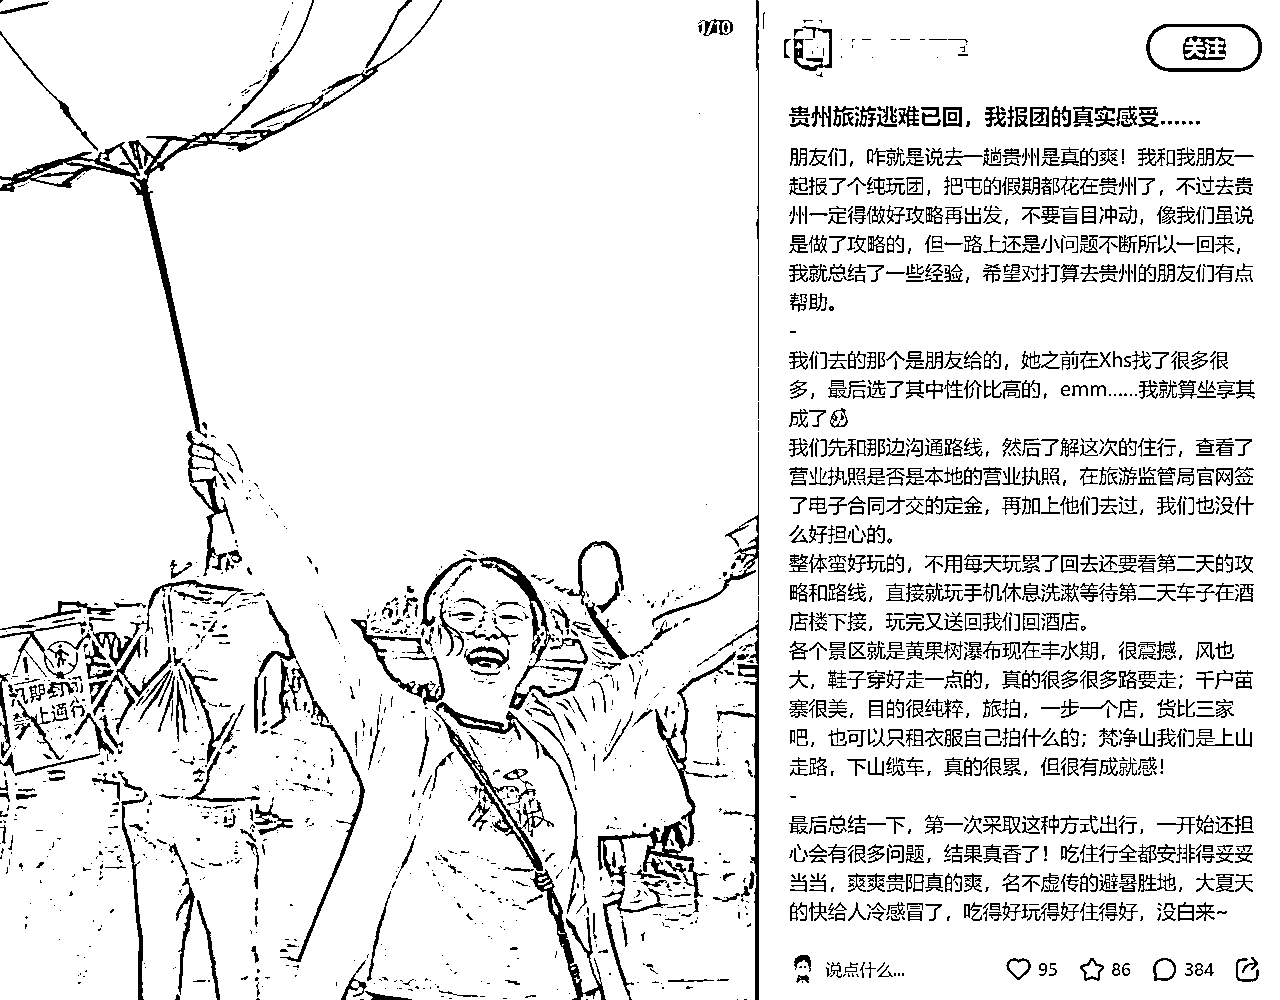 1/10
关注
贵州旅游逃难已回，我报团的真实感受……
朋友们，咋就是说去一趟贵州是真的爽！我和我朋友一
起报了个纯玩团，把屯的假期都花在贵州了，不过去贵
州一定得做好攻略再出发，不要盲目冲动，像我们虽说
是做了攻略的，但一路上还是小问题不断所以一回来，
我就总结了一些经验，希望对打算去贵州的朋友们有点
帮助。
-
我们去的那个是朋友给的，她之前在Xhs找了很多很
多，最后选了其中性价比高的，emm……我就算坐享其
成了
我们先和那边沟通路线，然后了解这次的住行，查看了
营业执照是否是本地的营业执照，在旅游监管局官网签
了电子合同才交的定金，再加上他们去过，我们也没什
么好担心的。
整体蛮好玩的，不用每天玩累了回去还要看第二天的攻
略和路线，直接就玩手机休息洗漱等待第二天车子在酒
店楼下接，玩完又送回我们回酒店。
各个景区就是黄果树瀑布现在丰水期，很震撼，风也
大，鞋子穿好走一点的，真的很多很多路要走；千户苗
寨很美，目的很纯粹，旅拍，一步一个店，货比三家
吧，也可以只租衣服自己拍什么的；梵净山我们是上山
走路，下山缆车，真的很累，但很有成就感！
-
最后总结一下，第一次采取这种方式出行，一开始还担
心会有很多问题，结果真香了！吃住行全都安排得妥妥
当当，爽爽贵阳真的爽，名不虚传的避暑胜地，大夏天
的快给人冷感冒了，吃得好玩得好住得好，没白来~
说点什么...
95
86
384
禁止通行